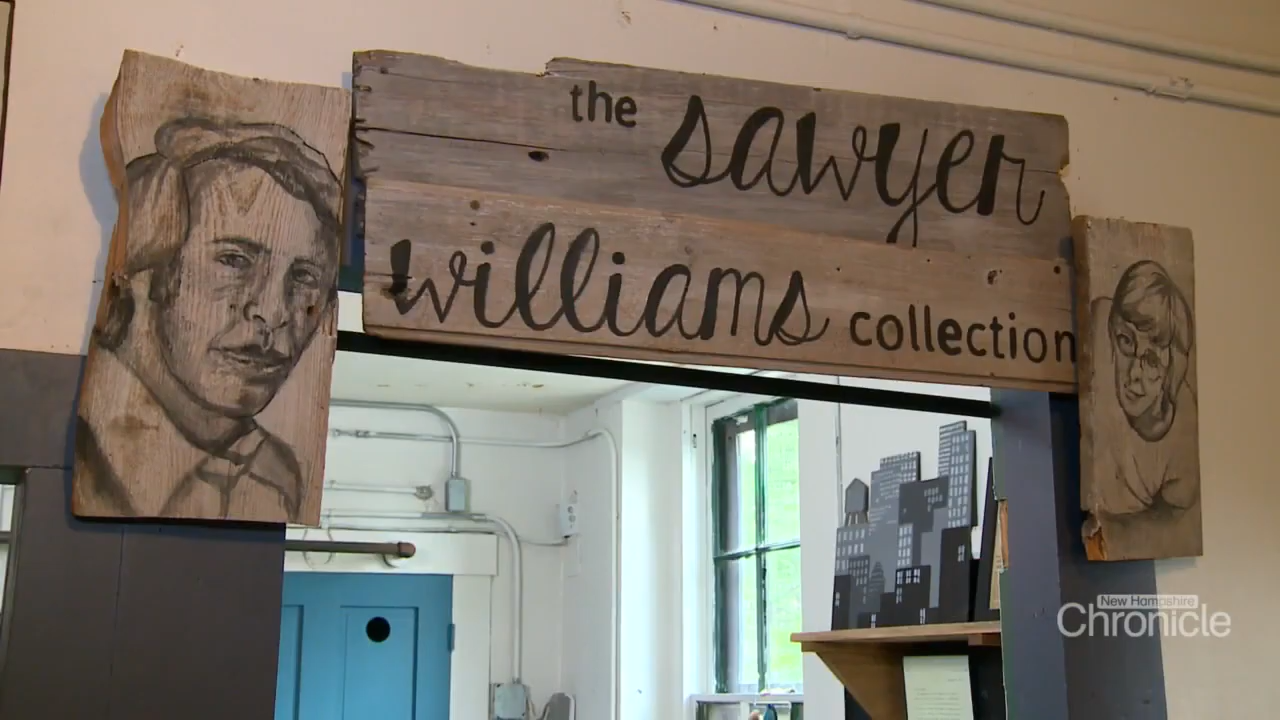 the sawyer
williams collection
New Hampshire
Chronicle